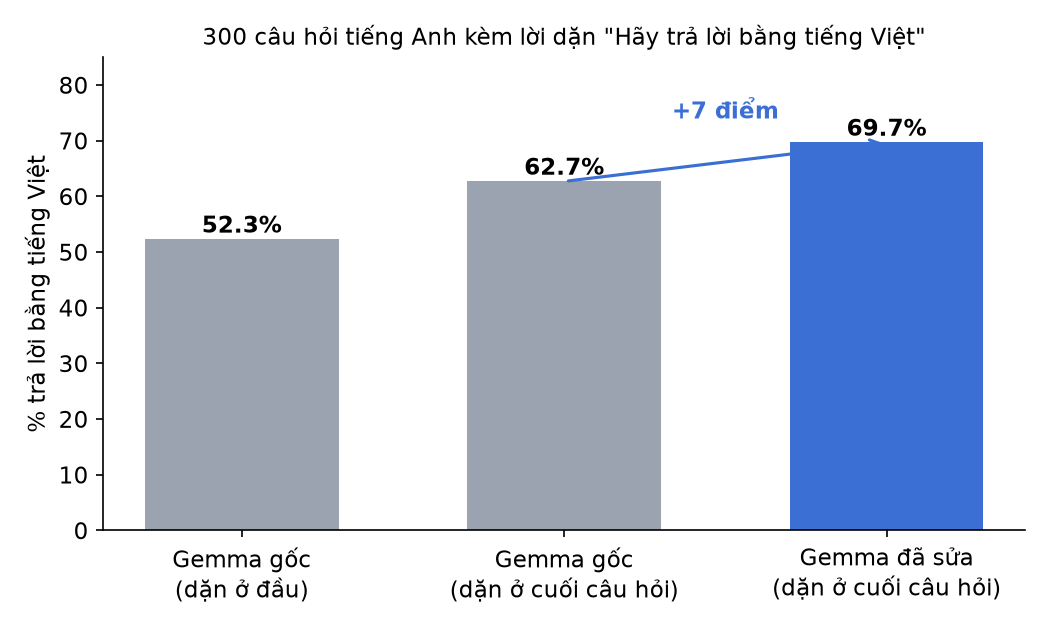 300 câu hỏi tiếng Anh kèm lời dặn "Hãy trả lời bằng tiếng Việt"
% trả lời bằng tiếng Việt
80
70
60
50
40
30
20
10
0
52.3%
62.7%
+7 điểm
69.7%
Gemma gốc
(dặn ở đầu)
Gemma gốc
(dặn ở cuối câu hỏi)
Gemma đã sửa
(dặn ở cuối câu hỏi)